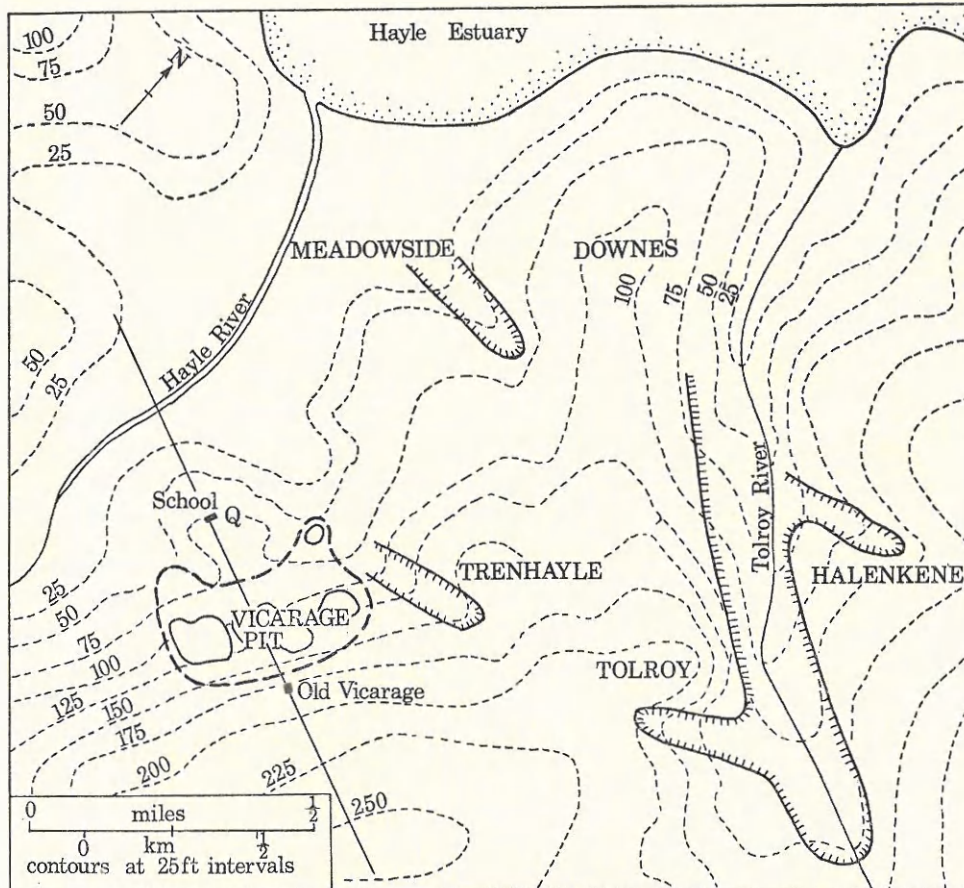 Hayle Estuary
100
75
N
50
25
MEADOWSIDE
DOWNES
100
75
50
25
Hayle River
50
25
School
Q
Tolroy River
TRENHAYLE
HALENKENE
25
50
75
VICARAGE
PIT
100
TOLROY
125
Old Vicarage
150
175
200
225
250
0
miles
1/2
0
km
1/2
contours at 25ft intervals